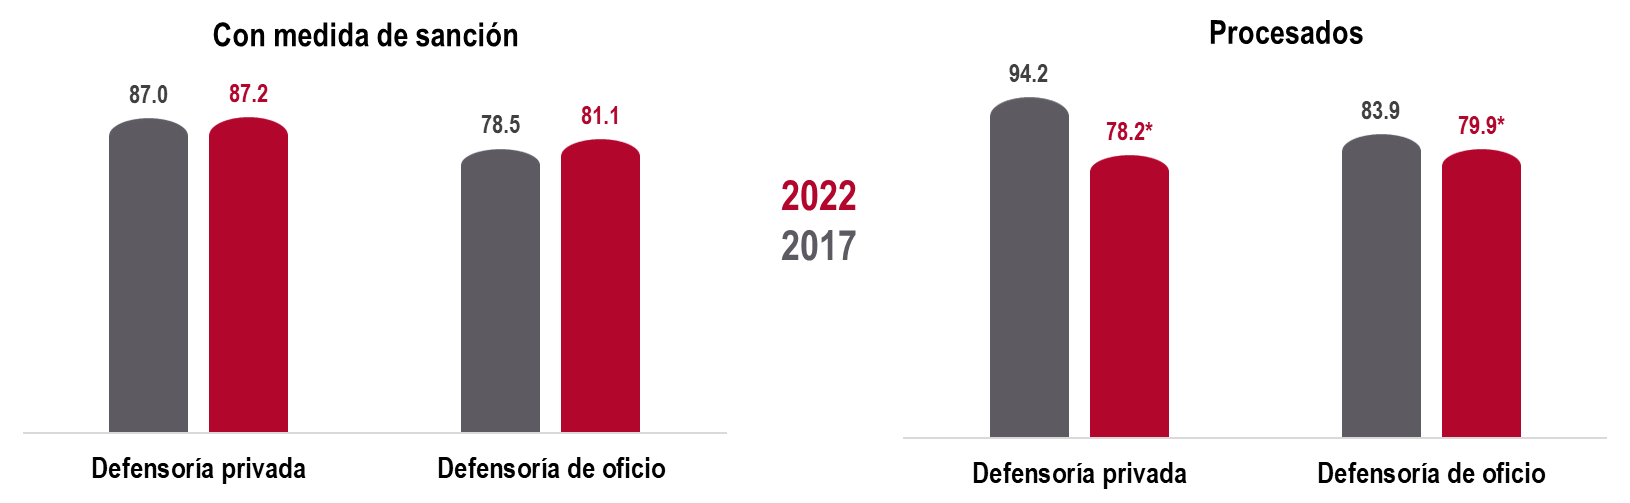 Con medida de sanción
87.0
87.2
78.5
81.1
Defensoría privada
Defensoría de oficio
2022
2017
Procesados
94.2
78.2*
83.9
79.9*
Defensoría privada
Defensoría de oficio